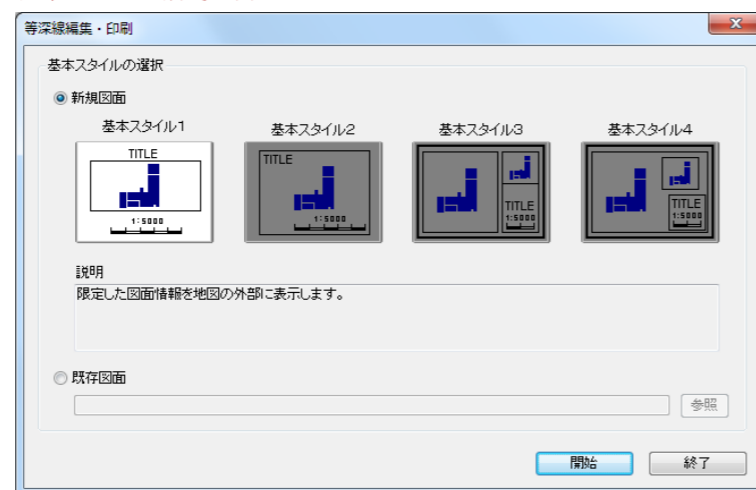 等深線編集・印刷
基本スタイルの選択
新規図面
基本スタイル1
基本スタイル2
基本スタイル3
基本スタイル4
TITLE
1:5000
TITLE
1:5000
TITLE
1:5000
TITLE
1:5000
説明
限定した図面情報を地図の外部に表示します。
既存図面
参照
開始
終了